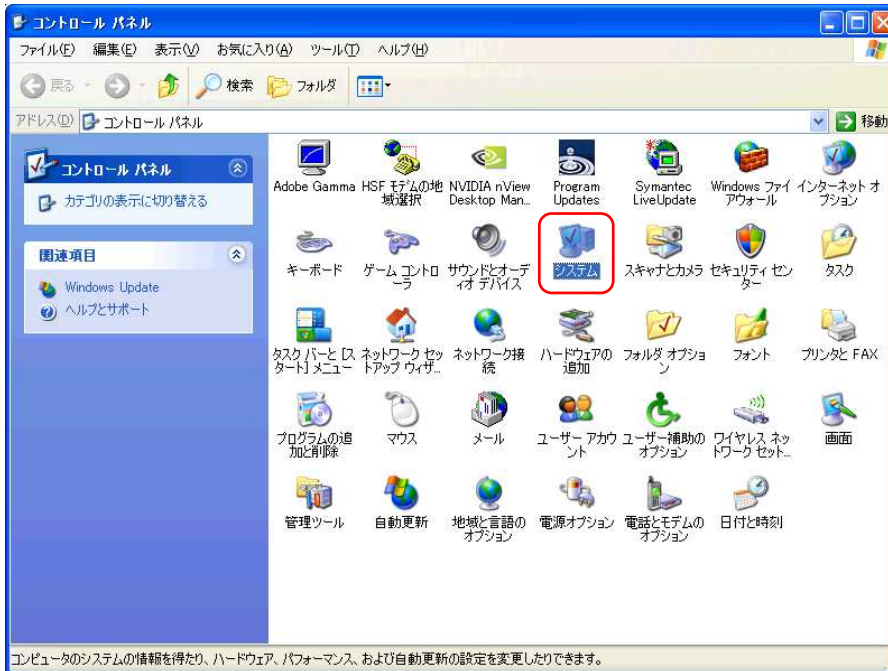 コントロール パネル
ファイル(F) 編集(E) 表示(V) お気に入り(A) ツール(T) ヘルプ(H)
戻る 検索 フォルダ
アドレス(D) コントロール パネル 移動
コントロール パネル
カテゴリの表示に切り替える
関連項目
Windows Update
ヘルプとサポート
Adobe Gamma
HSF モデムの地
域選択
NVIDIA nView
Desktop Man...
Program
Updates
Symantec
LiveUpdate
Windows ファイ
アウォール
インターネット オ
プション
キーボード
ゲーム コントロ
ーラ
サウンドとオーデ
ィオ デバイス
システム
スキャナとカメラ
セキュリティ セン
ター
タスク
タスク バーと [ス
タート] メニュー
ネットワーク セッ
トアップ ウィザ...
ネットワーク接
続
ハードウェアの
追加
フォルダ オプショ
ン
フォント
プリンタと FAX
プログラムの追
加と削除
マウス
メール
ユーザー アカウ
ント
ユーザー補助の
オプション
ワイヤレス ネッ
トワーク セット...
画面
管理ツール
自動更新
地域と言語の
オプション
電源オプション
電話とモデムの
オプション
日付と時刻
コンピュータのシステムの情報を得たり、ハードウェア、パフォーマンス、および自動更新の設定を変更したりできます。